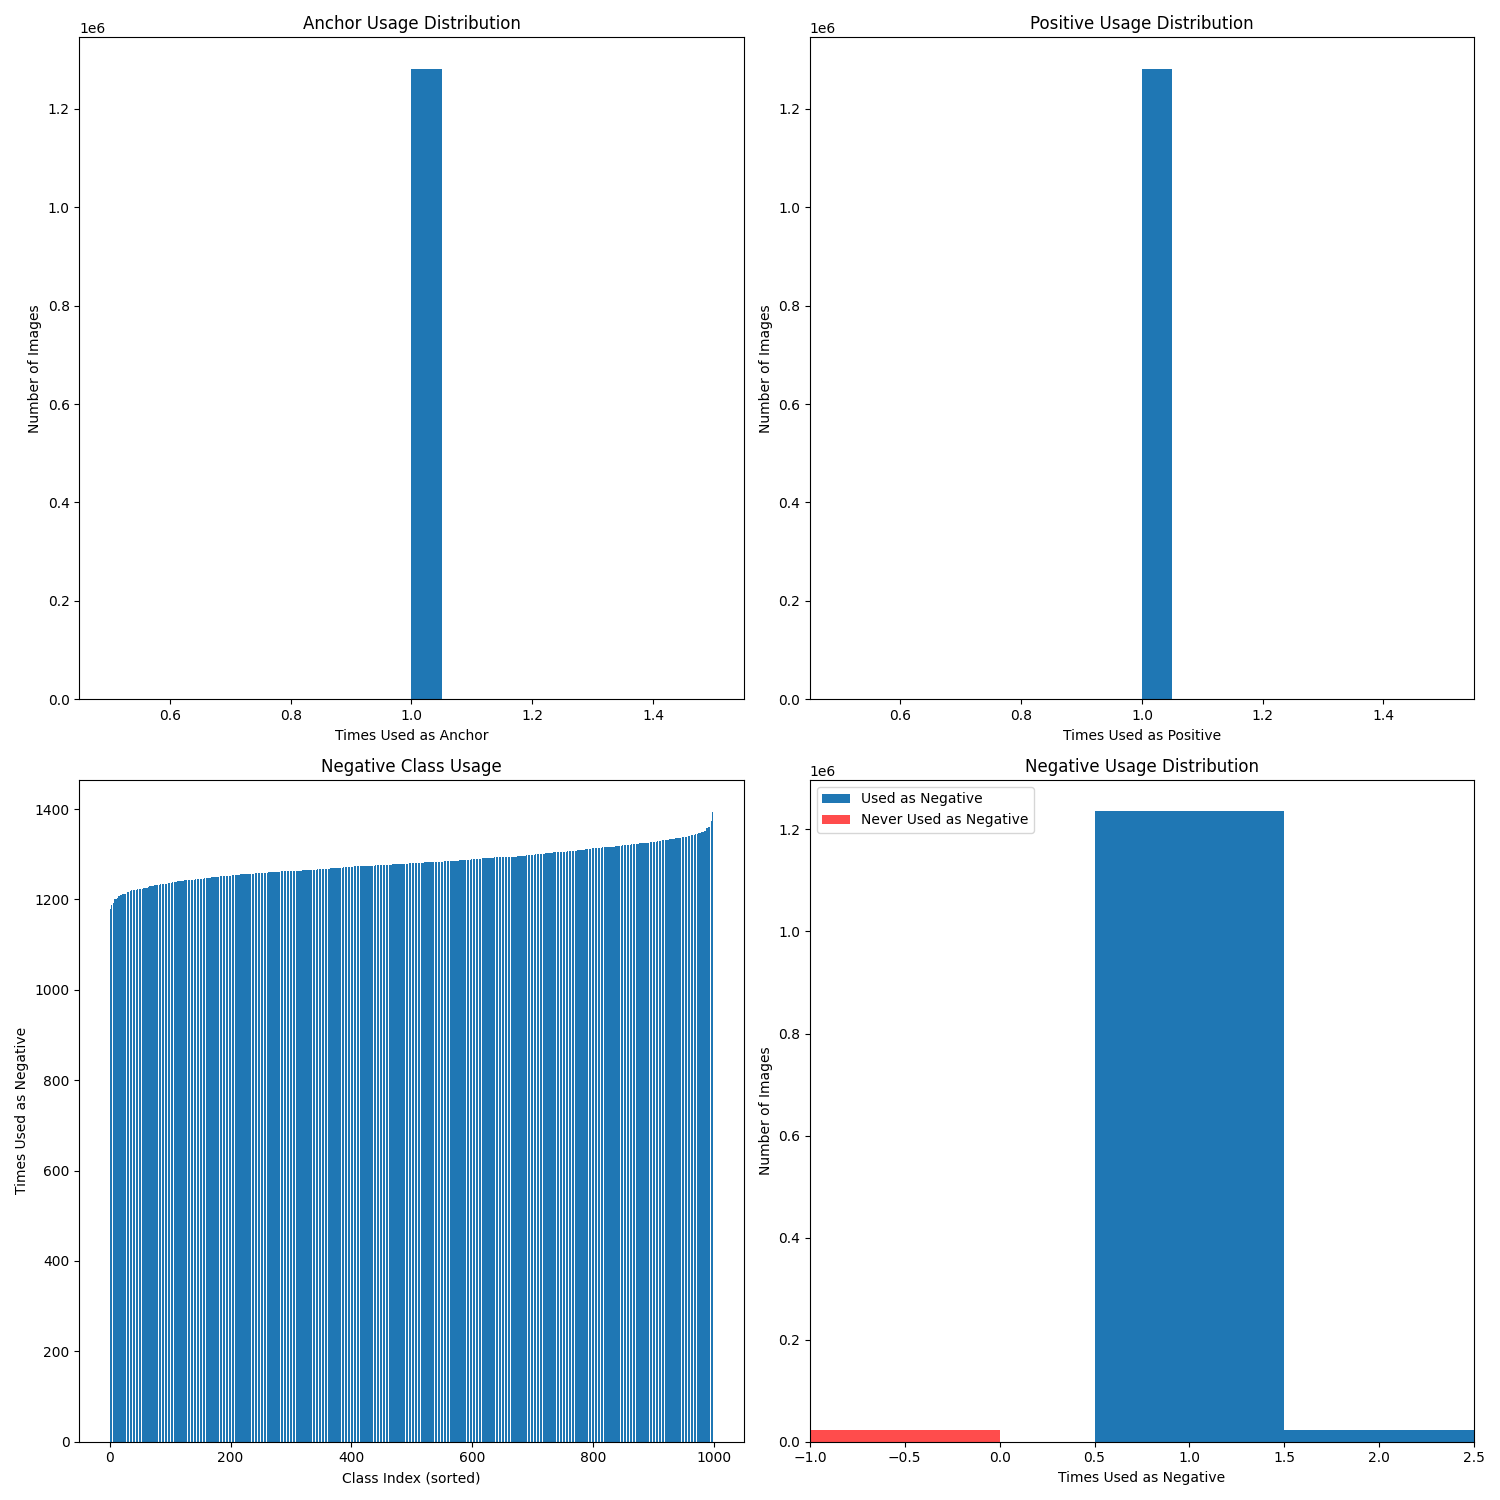 Anchor Usage Distribution
1e6
Number of Images
1.2
1.0
0.8
0.6
0.4
0.2
0.0
0.6 0.8 1.0 1.2 1.4
Times Used as Anchor
Positive Usage Distribution
1e6
Number of Images
1.2
1.0
0.8
0.6
0.4
0.2
0.0
0.6 0.8 1.0 1.2 1.4
Times Used as Positive
Negative Class Usage
Times Used as Negative
1400
1200
1000
800
600
400
200
0
0 200 400 600 800 1000
Class Index (sorted)
Negative Usage Distribution
1e6
Used as Negative
Never Used as Negative
Number of Images
1.2
1.0
0.8
0.6
0.4
0.2
0.0
−1.0 −0.5 0.0 0.5 1.0 1.5 2.0 2.5
Times Used as Negative